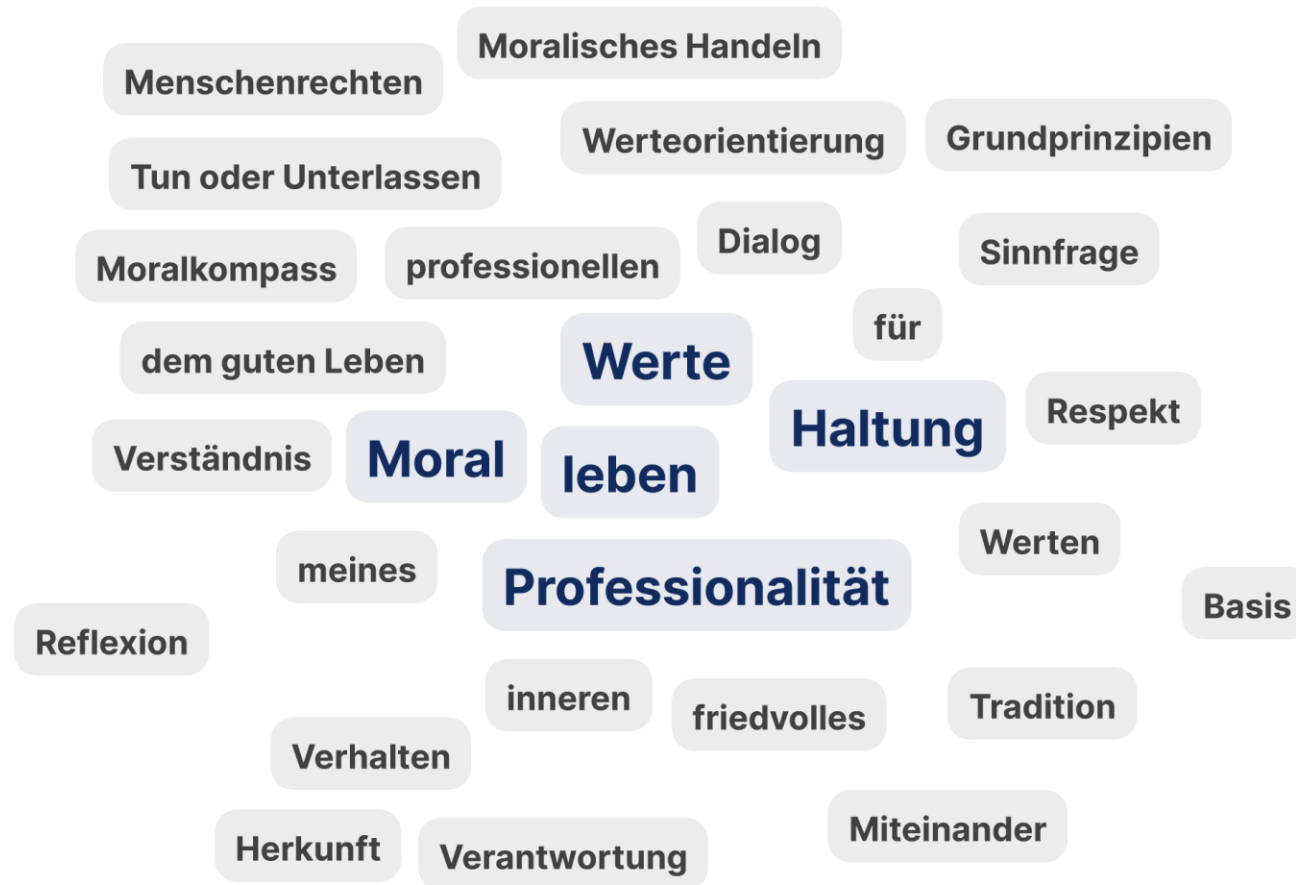 Moralisches Handeln
Menschenrechten
Werteorientierung
Grundprinzipien
Tun oder Unterlassen
Dialog
Sinnfrage
Moralkompass
professionellen
für
dem guten Leben
Werte
Haltung
Respekt
Verständnis
Moral
leben
Werten
meines
Professionalität
Basis
Reflexion
inneren
friedvolles
Tradition
Verhalten
Miteinander
Herkunft
Verantwortung